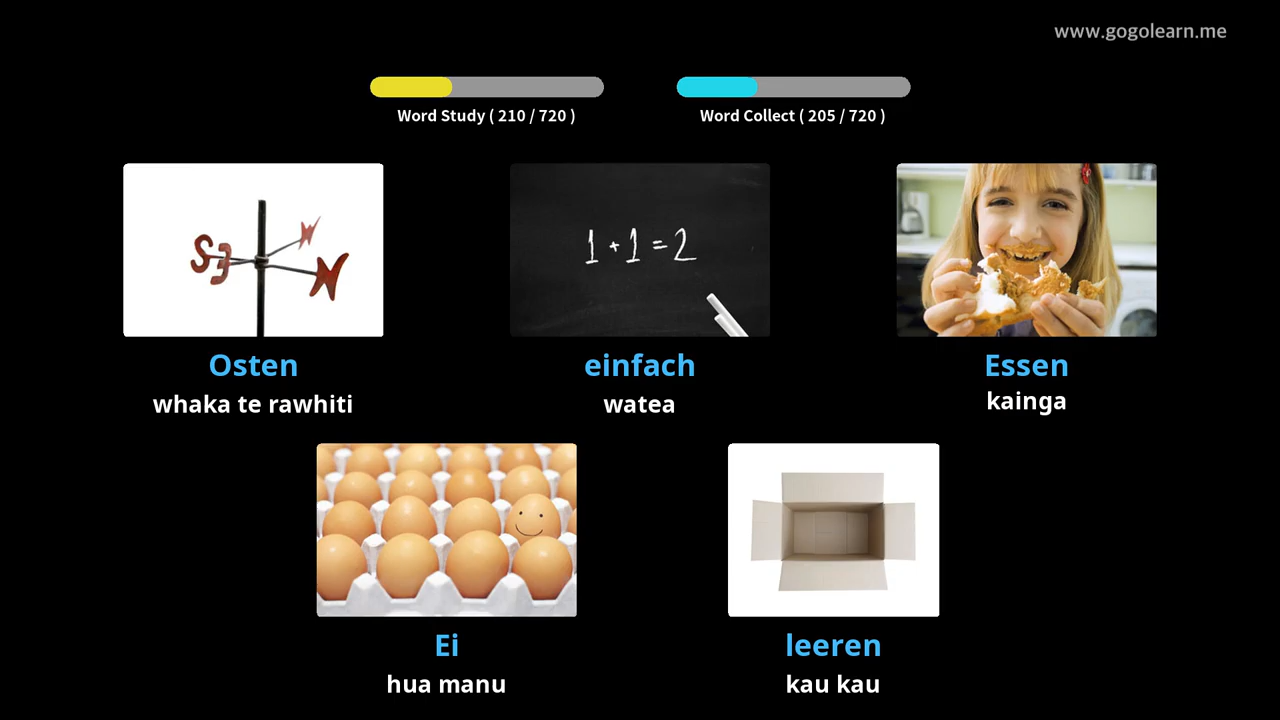 www.gogolearn.me
Word Study ( 210 / 720 )
Word Collect ( 205 / 720 )
S E N W
1 + 1 = 2
Osten
whaka te rawhiti
einfach
watea
Essen
kainga
Ei
hua manu
leeren
kau kau